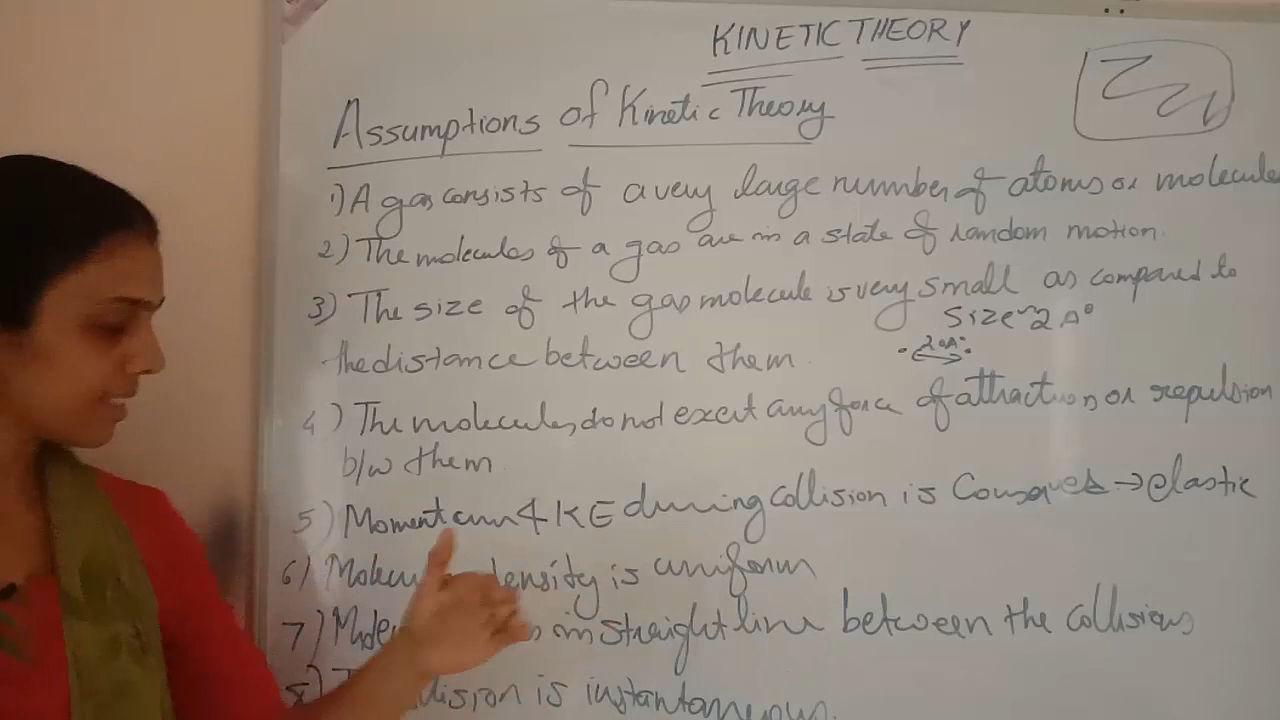 KINETIC THEORY
Assumptions of Kinetic Theory
1) A gas consists of a very large number of atoms or molecule
2) The molecules of a gas are in a state of random motion.
3) The size of the gas molecule is very small as compared to
Size ~ 2 A°
the distance between them.
4) The molecules do not exert any force of attraction or repulsion
b/w them
5) Momentum & KE during collision is Conserved → elastic
6) density is uniform
7) in straight line between the collisions
8) is instantaneous.